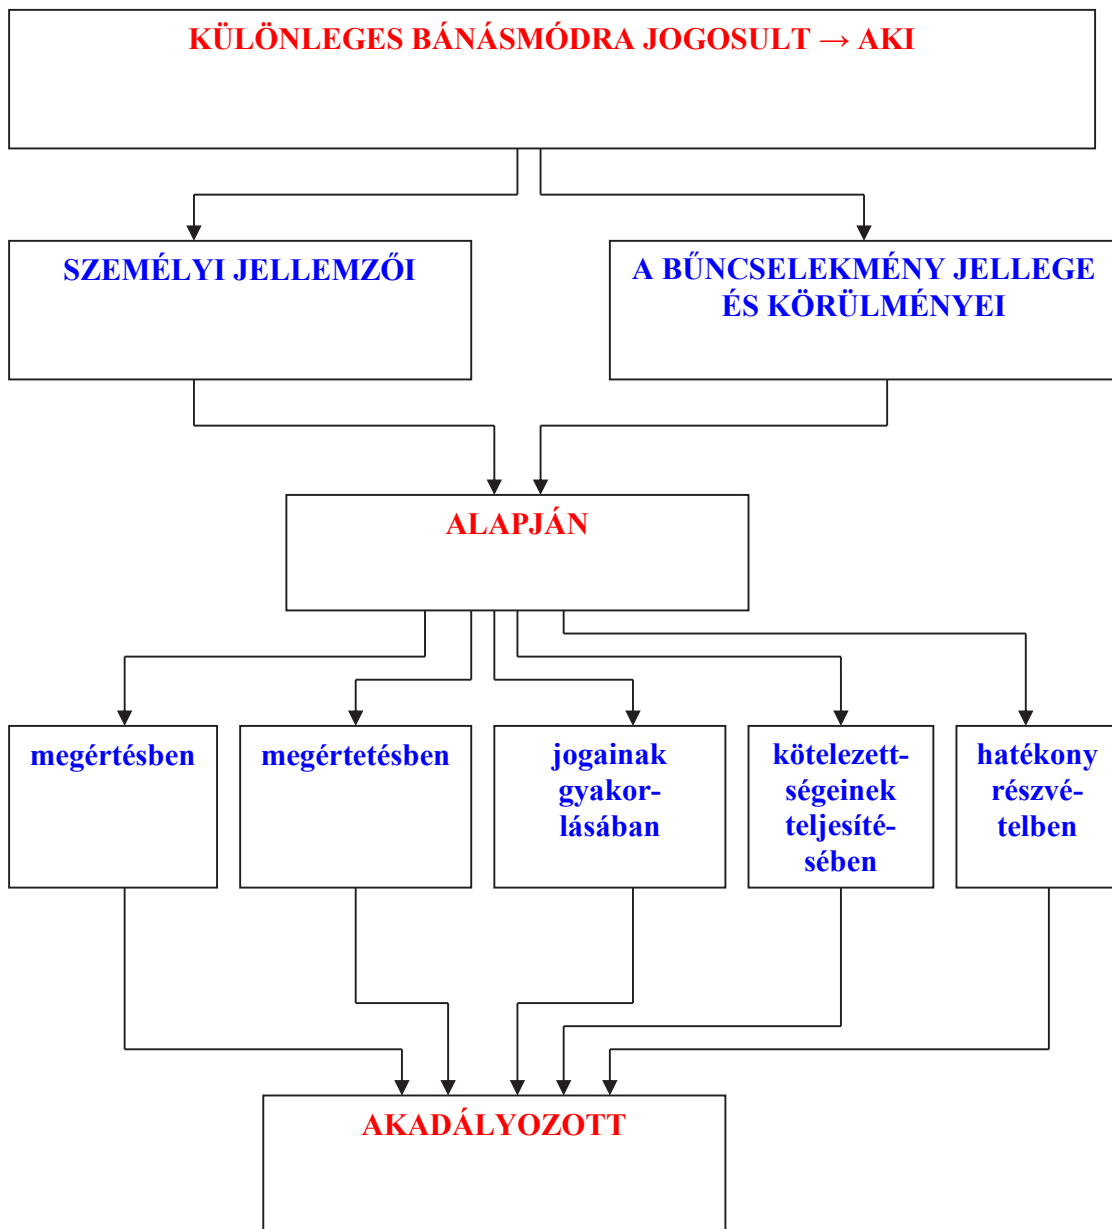 KÜLÖNLEGES BÁNÁSMÓDRA JOGOSULT → AKI
SZEMÉLYI JELLEMZŐI
A BŰNCSELEKMÉNY JELLEGE
ÉS KÖRÜLMÉNYEI
ALAPJÁN
megértésben
megértetésben
jogainak
gyakor-
lásában
kötelezett-
ségeinek
teljesíté-
sében
hatékony
részvé-
telben
AKADÁLYOZOTT